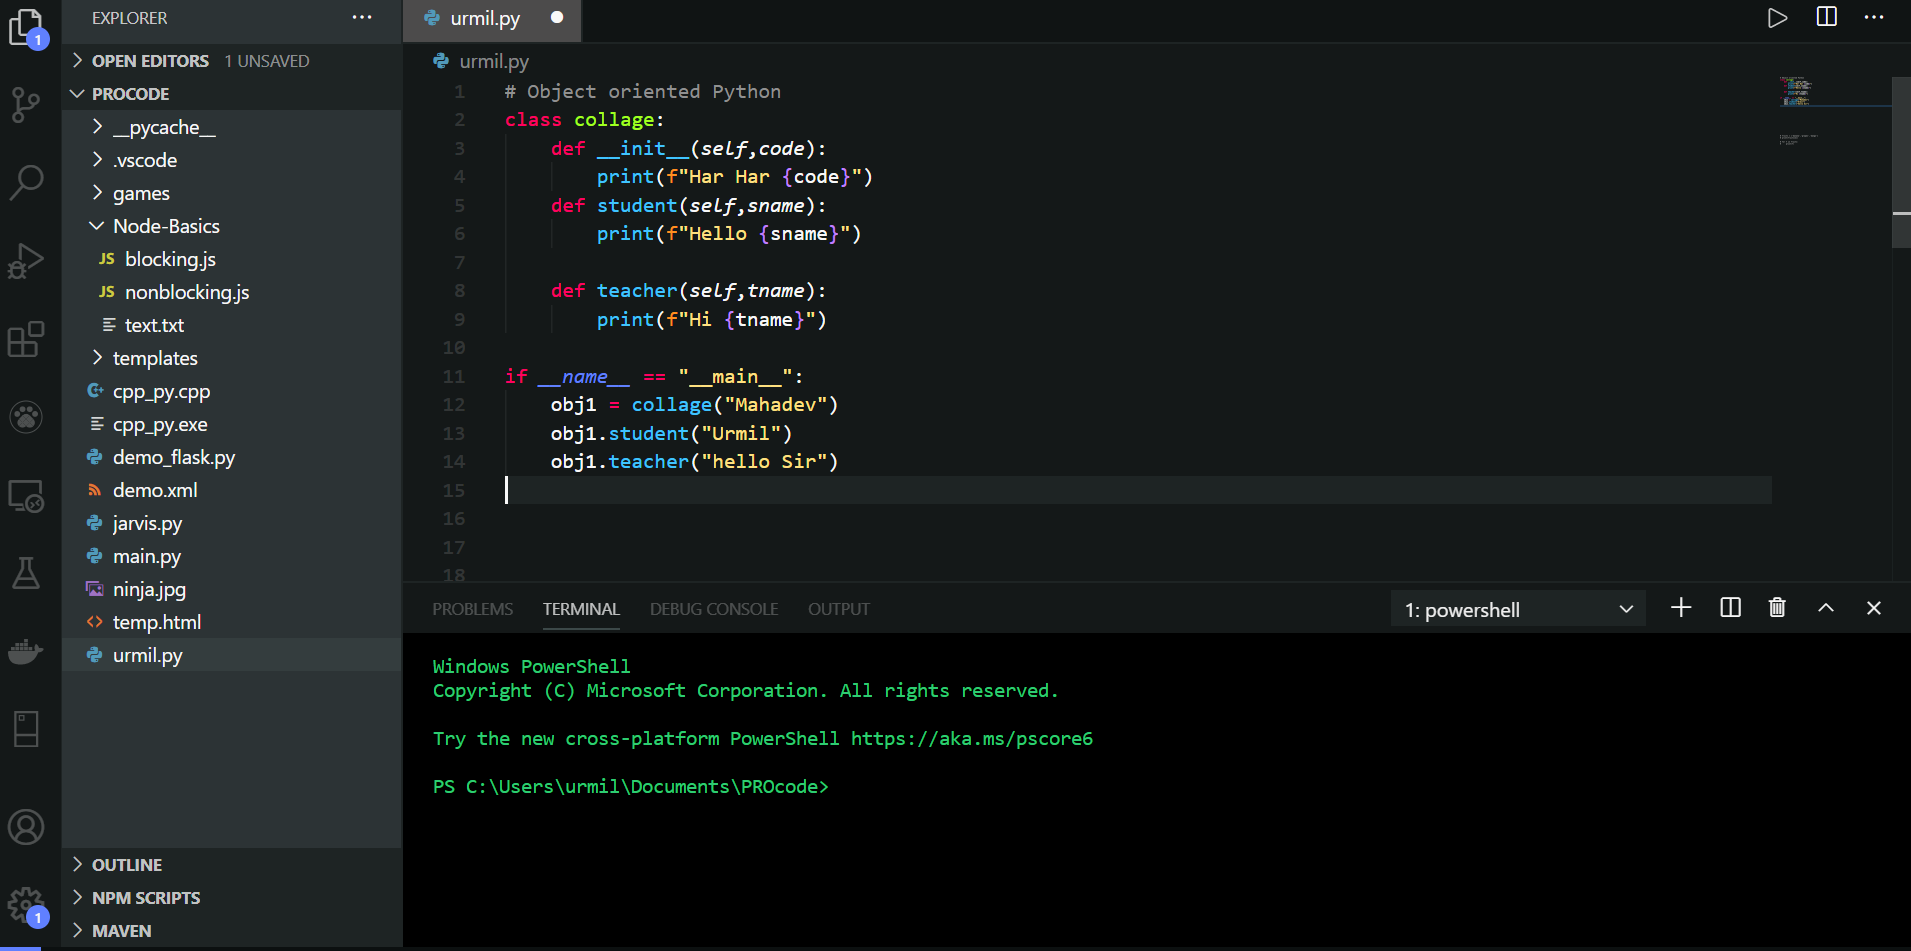 1
EXPLORER
OPEN EDITORS 1 UNSAVED
PROCODE
__pycache__
.vscode
games
Node-Basics
JS blocking.js
JS nonblocking.js
text.txt
templates
cpp_py.cpp
cpp_py.exe
demo_flask.py
demo.xml
jarvis.py
main.py
ninja.jpg
temp.html
urmil.py
OUTLINE
NPM SCRIPTS
MAVEN
1
urmil.py
urmil.py
1 # Object oriented Python
2 class collage:
3     def __init__(self,code):
4         print(f"Har Har {code}")
5     def student(self,sname):
6         print(f"Hello {sname}")
7
8     def teacher(self,tname):
9         print(f"Hi {tname}")
10
11 if __name__ == "__main__":
12     obj1 = collage("Mahadev")
13     obj1.student("Urmil")
14     obj1.teacher("hello Sir")
15
16
17
18
PROBLEMS TERMINAL DEBUG CONSOLE OUTPUT 1: powershell
Windows PowerShell
Copyright (C) Microsoft Corporation. All rights reserved.
Try the new cross-platform PowerShell https://aka.ms/pscore6
PS C:\Users\urmil\Documents\PROcode>